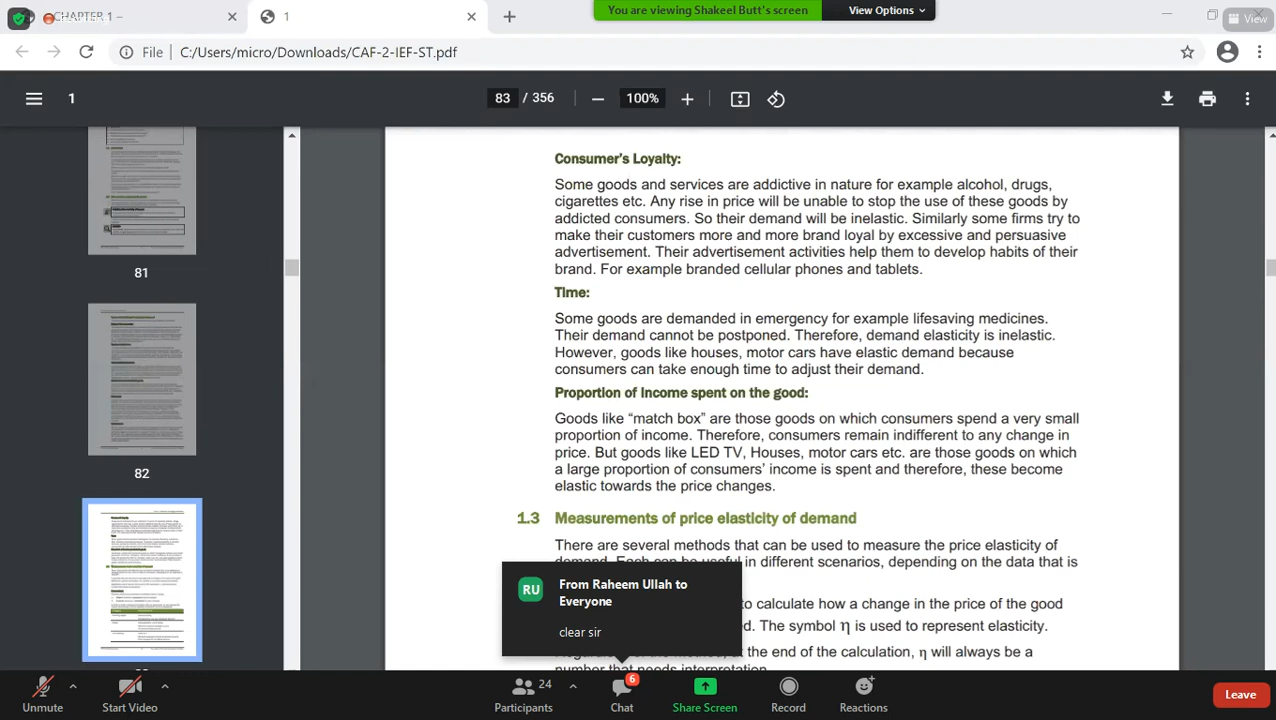 CHAPTER 1
1
You are viewing Shakeel Butt's screen
View Options
View
File
C:/Users/micro/Downloads/CAF-2-IEF-ST.pdf
1
83 / 356
100%
81
82
Consumer's Loyalty:
Some goods and services are addictive in nature for example alcohol, drugs,
cigarettes etc. Any rise in price will be unable to stop the use of these goods by
addicted consumers. So their demand will be inelastic. Similarly some firms try to
make their customers more and more brand loyal by excessive and persuasive
advertisement. Their advertisement activities help them to develop habits of their
brand. For example branded cellular phones and tablets.
Time:
Some goods are demanded in emergency for example lifesaving medicines.
Their demand cannot be postponed. Therefore, demand elasticity is inelastic.
However, goods like houses, motor cars have elastic demand because
consumers can take enough time to adjust their demand.
Proportion of Income spent on the good:
Goods like “match box” are those goods on which consumers spend a very small
proportion of income. Therefore, consumers remain indifferent to any change in
price. But goods like LED TV, Houses, motor cars etc. are those goods on which
a large proportion of consumers' income is spent and therefore, these become
elastic towards the price changes.
1.3 Measurements of price elasticity of demand
There are several methods that can be used to measure the price elasticity of
in different scenarios, depending on the data that is
to calculate how a change in the price of the good
The symbol η is used to represent elasticity.
the end of the calculation, η will always be a
number that needs interpretation.
RU
From Raheem Ullah to
clear sir
Unmute
Start Video
24
Participants
6
Chat
Share Screen
Record
Reactions
Leave